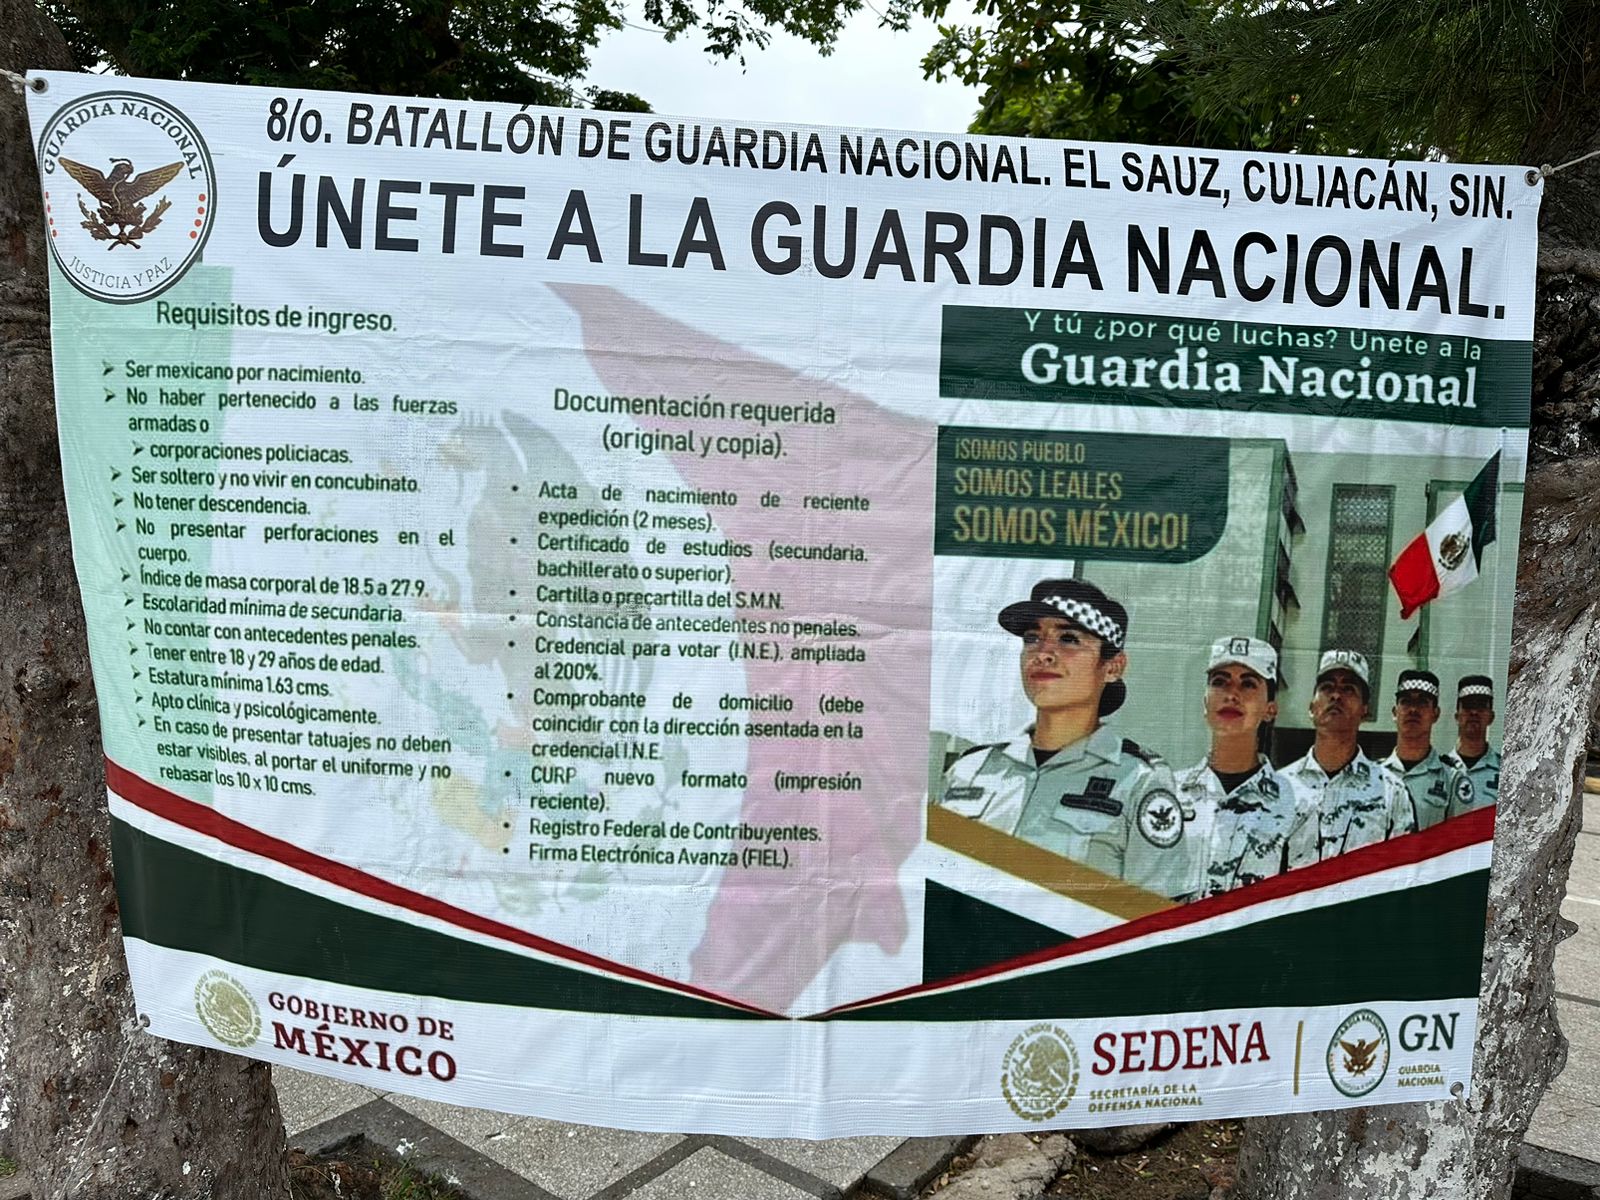 8/o. BATALLÓN DE GUARDIA NACIONAL. EL SAUZ, CULIACÁN, SIN.
ÚNETE A LA GUARDIA NACIONAL.
GUARDIA NACIONAL
JUSTICIA Y PAZ
Requisitos de ingreso.
Ser mexicano por nacimiento.
No haber pertenecido a las fuerzas
armadas o
corporaciones policiacas.
Ser soltero y no vivir en concubinato.
No tener descendencia.
No presentar perforaciones en el
cuerpo.
Índice de masa corporal de 18.5 a 27.9.
Escolaridad mínima de secundaria.
No contar con antecedentes penales.
Tener entre 18 y 29 años de edad.
Estatura mínima 1.63 cms.
Apto clínica y psicológicamente.
En caso de presentar tatuajes no deben
estar visibles, al portar el uniforme y no
rebasar los 10 x 10 cms.
Documentación requerida
(original y copia).
Acta de nacimiento de reciente
expedición (2 meses).
Certificado de estudios (secundaria.
bachillerato o superior).
Cartilla o precartilla del S.M.N.
Constancia de antecedentes no penales.
Credencial para votar (I.N.E.), ampliada
al 200%.
Comprobante de domicilio (debe
coincidir con la dirección asentada en la
credencial I.N.E.
CURP nuevo formato (impresión
reciente).
Registro Federal de Contribuyentes.
Firma Electrónica Avanza (FIEL).
Y tú ¿por qué luchas? Únete a la
Guardia Nacional
¡SOMOS PUEBLO
SOMOS LEALES
SOMOS MÉXICO!
GOBIERNO DE
MÉXICO
ESTADOS UNIDOS MEXICANOS
SEDENA
SECRETARÍA DE LA
DEFENSA NACIONAL
GN
GUARDIA
NACIONAL